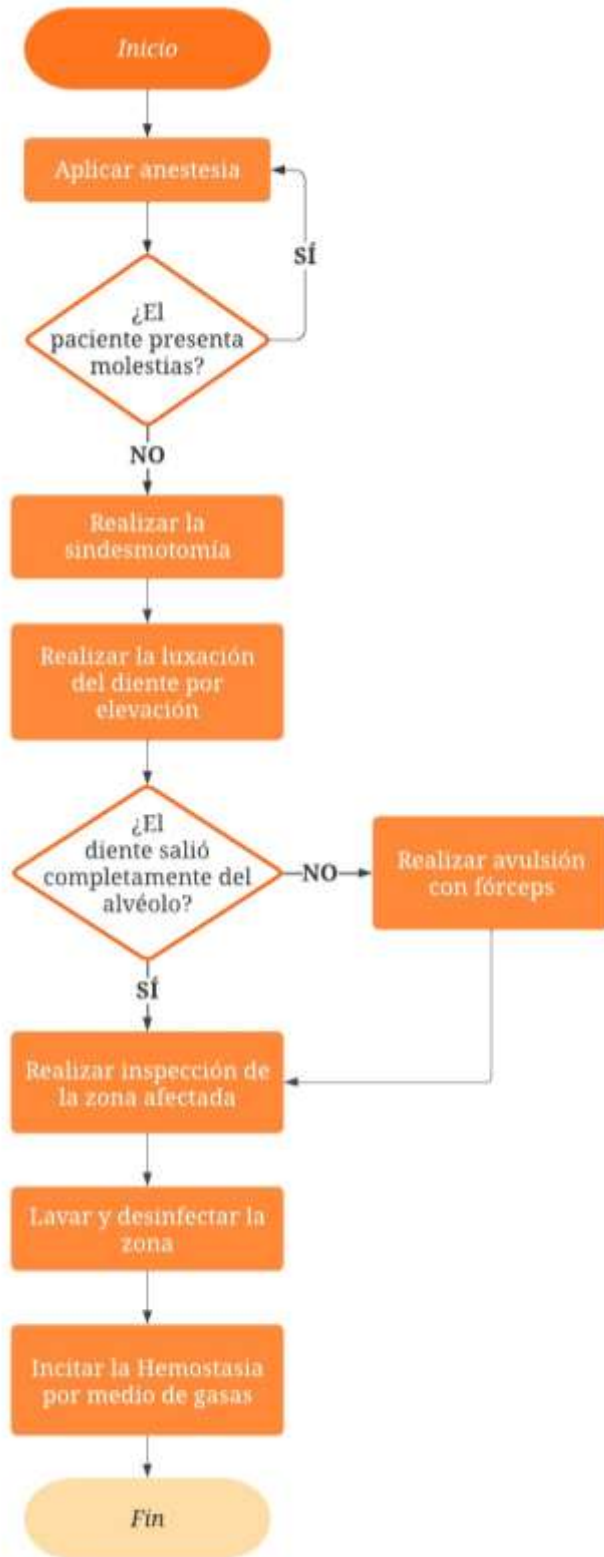 Inicio
Aplicar anestesia
SÍ
¿El
paciente presenta
molestias?
NO
Realizar la
sindesmotomía
Realizar la luxación
del diente por
elevación
¿El
diente salió
completamente del
alvéolo?
NO
Realizar avulsión
con fórceps
SÍ
Realizar inspección de
la zona afectada
Lavar y desinfectar la
zona
Incitar la Hemostasia
por medio de gasas
Fin